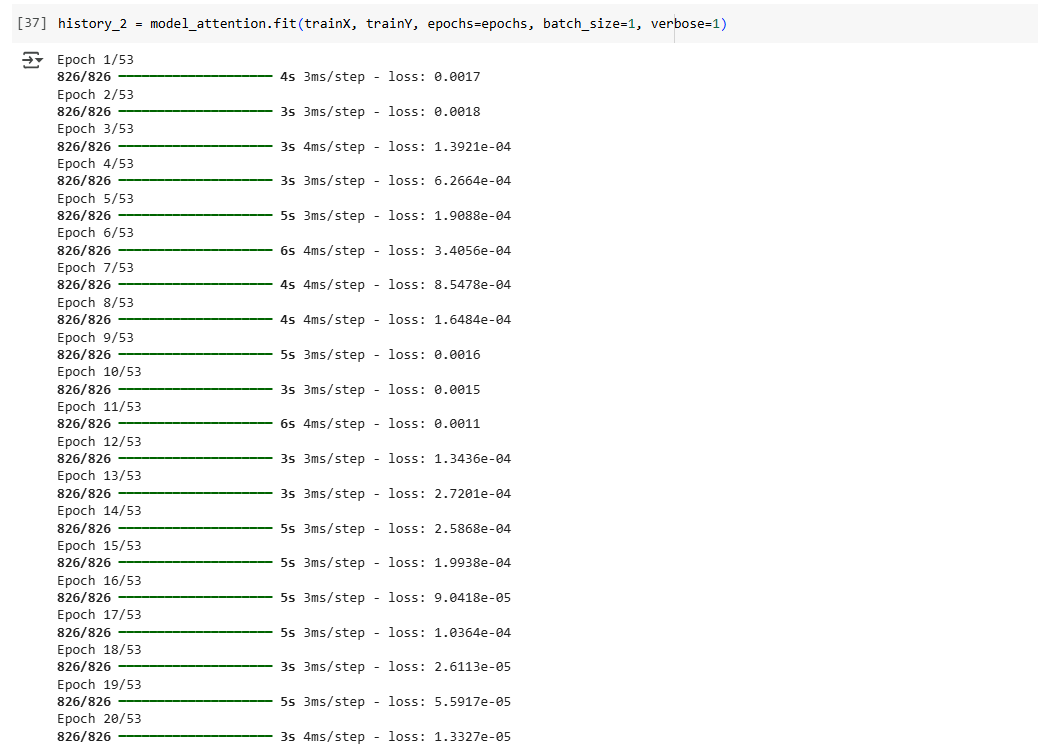 [37] history_2 = model_attention.fit(trainX, trainY, epochs=epochs, batch_size=1, verbose=1)
Epoch 1/53
826/826 4s 3ms/step - loss: 0.0017
Epoch 2/53
826/826 3s 3ms/step - loss: 0.0018
Epoch 3/53
826/826 3s 4ms/step - loss: 1.3921e-04
Epoch 4/53
826/826 3s 3ms/step - loss: 6.2664e-04
Epoch 5/53
826/826 5s 3ms/step - loss: 1.9088e-04
Epoch 6/53
826/826 6s 4ms/step - loss: 3.4056e-04
Epoch 7/53
826/826 4s 4ms/step - loss: 8.5478e-04
Epoch 8/53
826/826 4s 4ms/step - loss: 1.6484e-04
Epoch 9/53
826/826 5s 3ms/step - loss: 0.0016
Epoch 10/53
826/826 3s 3ms/step - loss: 0.0015
Epoch 11/53
826/826 6s 4ms/step - loss: 0.0011
Epoch 12/53
826/826 3s 3ms/step - loss: 1.3436e-04
Epoch 13/53
826/826 3s 3ms/step - loss: 2.7201e-04
Epoch 14/53
826/826 5s 3ms/step - loss: 2.5868e-04
Epoch 15/53
826/826 5s 3ms/step - loss: 1.9938e-04
Epoch 16/53
826/826 5s 3ms/step - loss: 9.0418e-05
Epoch 17/53
826/826 5s 3ms/step - loss: 1.0364e-04
Epoch 18/53
826/826 3s 3ms/step - loss: 2.6113e-05
Epoch 19/53
826/826 5s 3ms/step - loss: 5.5917e-05
Epoch 20/53
826/826 3s 4ms/step - loss: 1.3327e-05